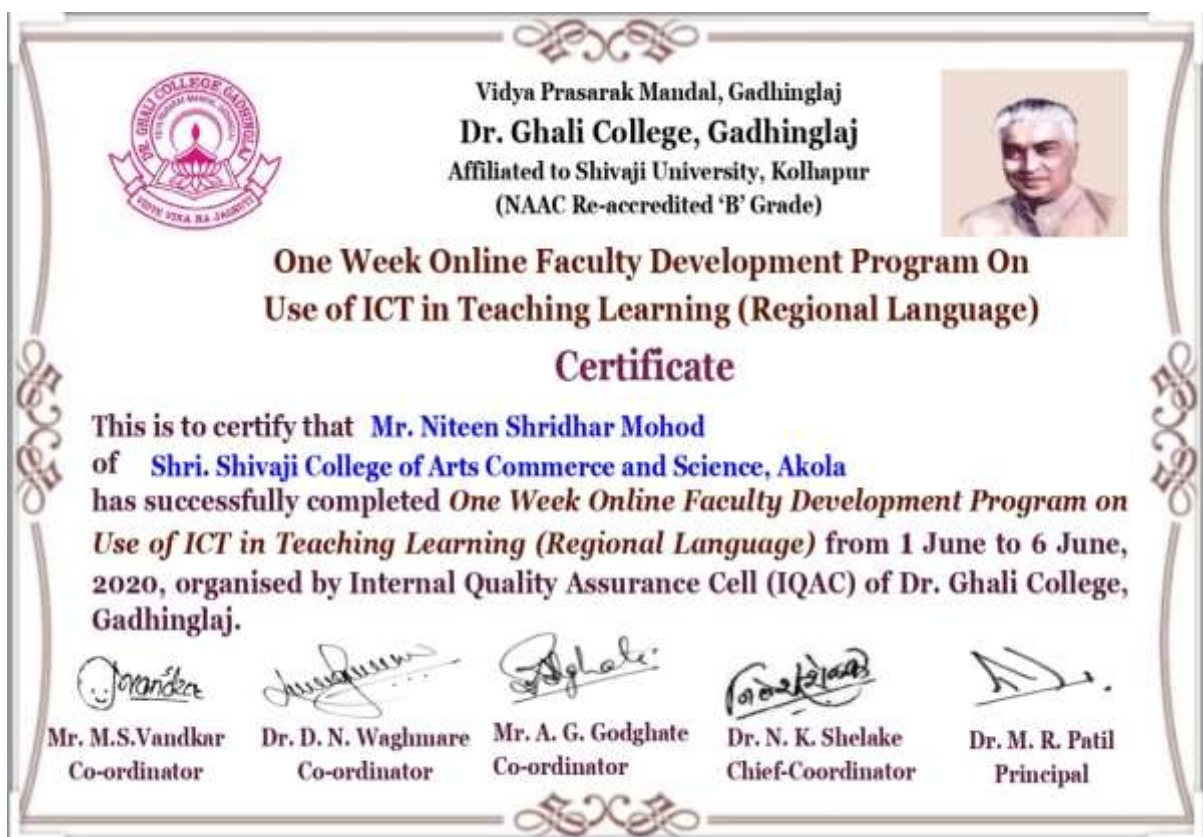 DR. GHALI COLLEGE GADHINGLAJ
Vidya Prasarak Mandal, Gadhinglaj
Dr. Ghali College, Gadhinglaj
Affiliated to Shivaji University, Kolhapur
(NAAC Re-accredited ‘B’ Grade)
One Week Online Faculty Development Program On
Use of ICT in Teaching Learning (Regional Language)
Certificate
This is to certify that Mr. Niteen Shridhar Mohod
of Shri. Shivaji College of Arts Commerce and Science, Akola
has successfully completed One Week Online Faculty Development Program on
Use of ICT in Teaching Learning (Regional Language) from 1 June to 6 June,
2020, organised by Internal Quality Assurance Cell (IQAC) of Dr. Ghali College,
Gadhinglaj.
Mr. M.S.Vandkar Dr. D. N. Waghmare Mr. A. G. Godghate Dr. N. K. Shelake Dr. M. R. Patil
Co-ordinator Co-ordinator Co-ordinator Chief-Coordinator Principal